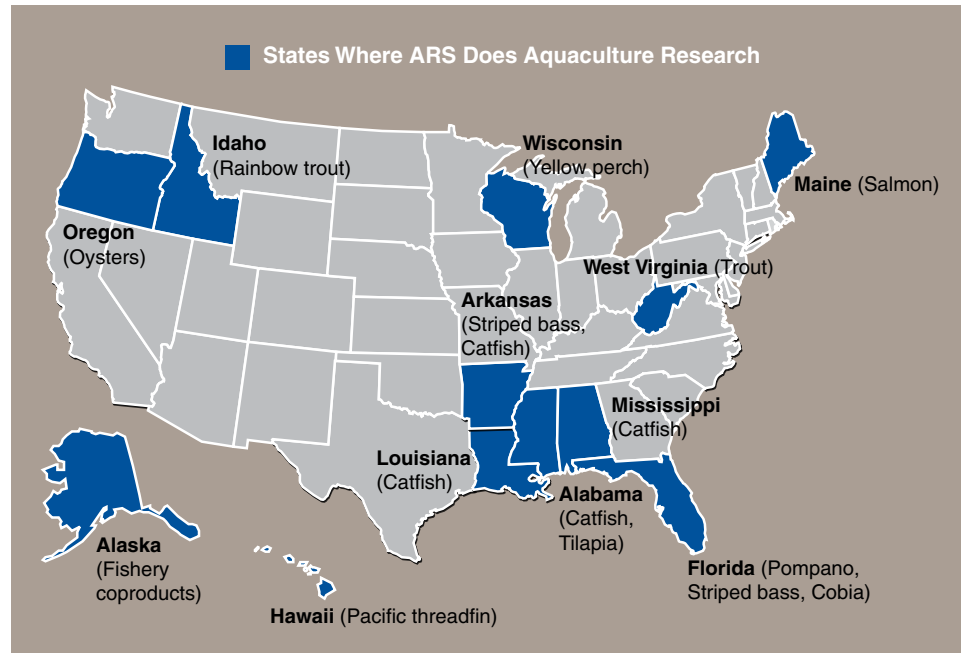 States Where ARS Does Aquaculture Research
Idaho
(Rainbow trout)
Wisconsin
(Yellow perch)
Maine (Salmon)
Oregon
(Oysters)
West Virginia (Trout)
Arkansas
(Striped bass,
Catfish)
Mississippi
(Catfish)
Louisiana
(Catfish)
Alabama
(Catfish,
Tilapia)
Alaska
(Fishery
coproducts)
Florida (Pompano,
Striped bass, Cobia)
Hawaii (Pacific threadfin)